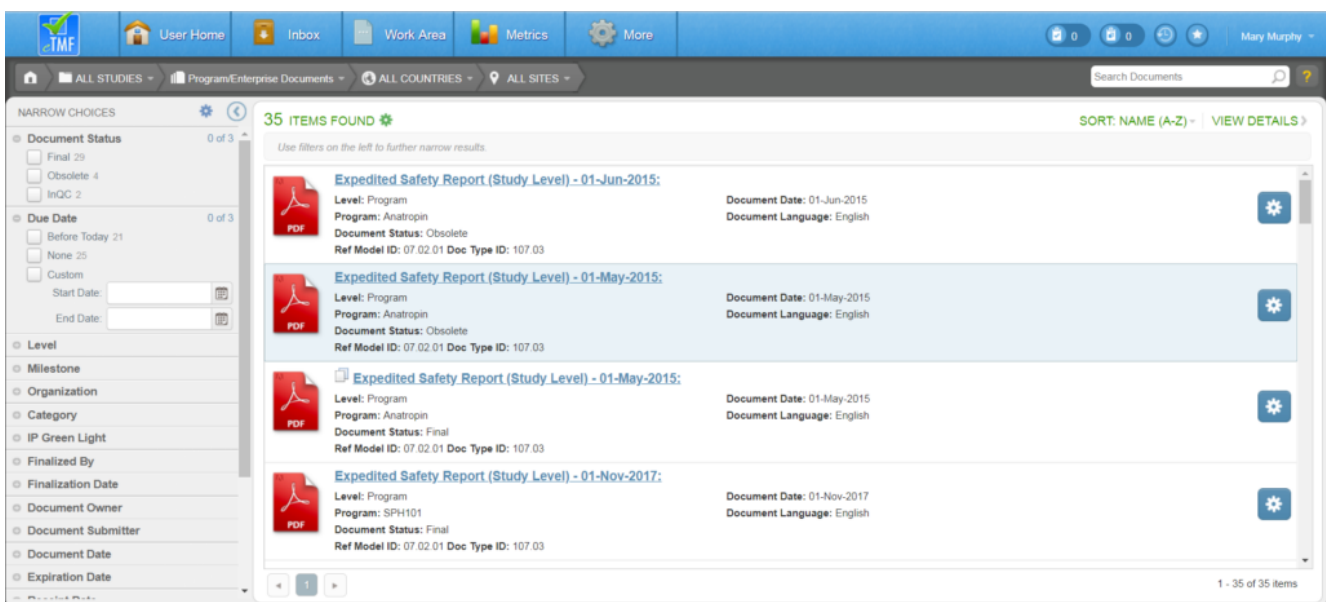 eTMF
User Home
Inbox
Work Area
Metrics
More
0
0
Mary Murphy
ALL STUDIES
Program/Enterprise Documents
ALL COUNTRIES
ALL SITES
Search Documents
?
NARROW CHOICES
Document Status 0 of 3
Final 29
Obsolete 4
InQC 2
Due Date 0 of 3
Before Today 21
None 25
Custom
Start Date:
End Date:
Level
Milestone
Organization
Category
IP Green Light
Finalized By
Finalization Date
Document Owner
Document Submitter
Document Date
Expiration Date
Receipt Date
35 ITEMS FOUND
SORT: NAME (A-Z)
VIEW DETAILS
Use filters on the left to further narrow results.
PDF
Expedited Safety Report (Study Level) - 01-Jun-2015:
Level: Program
Document Date: 01-Jun-2015
Program: Anatropin
Document Language: English
Document Status: Obsolete
Ref Model ID: 07.02.01 Doc Type ID: 107.03
PDF
Expedited Safety Report (Study Level) - 01-May-2015:
Level: Program
Document Date: 01-May-2015
Program: Anatropin
Document Language: English
Document Status: Obsolete
Ref Model ID: 07.02.01 Doc Type ID: 107.03
PDF
Expedited Safety Report (Study Level) - 01-May-2015:
Level: Program
Document Date: 01-May-2015
Program: Anatropin
Document Language: English
Document Status: Final
Ref Model ID: 07.02.01 Doc Type ID: 107.03
PDF
Expedited Safety Report (Study Level) - 01-Nov-2017:
Level: Program
Document Date: 01-Nov-2017
Program: SPH101
Document Language: English
Document Status: Final
Ref Model ID: 07.02.01 Doc Type ID: 107.03
1
1 - 35 of 35 items